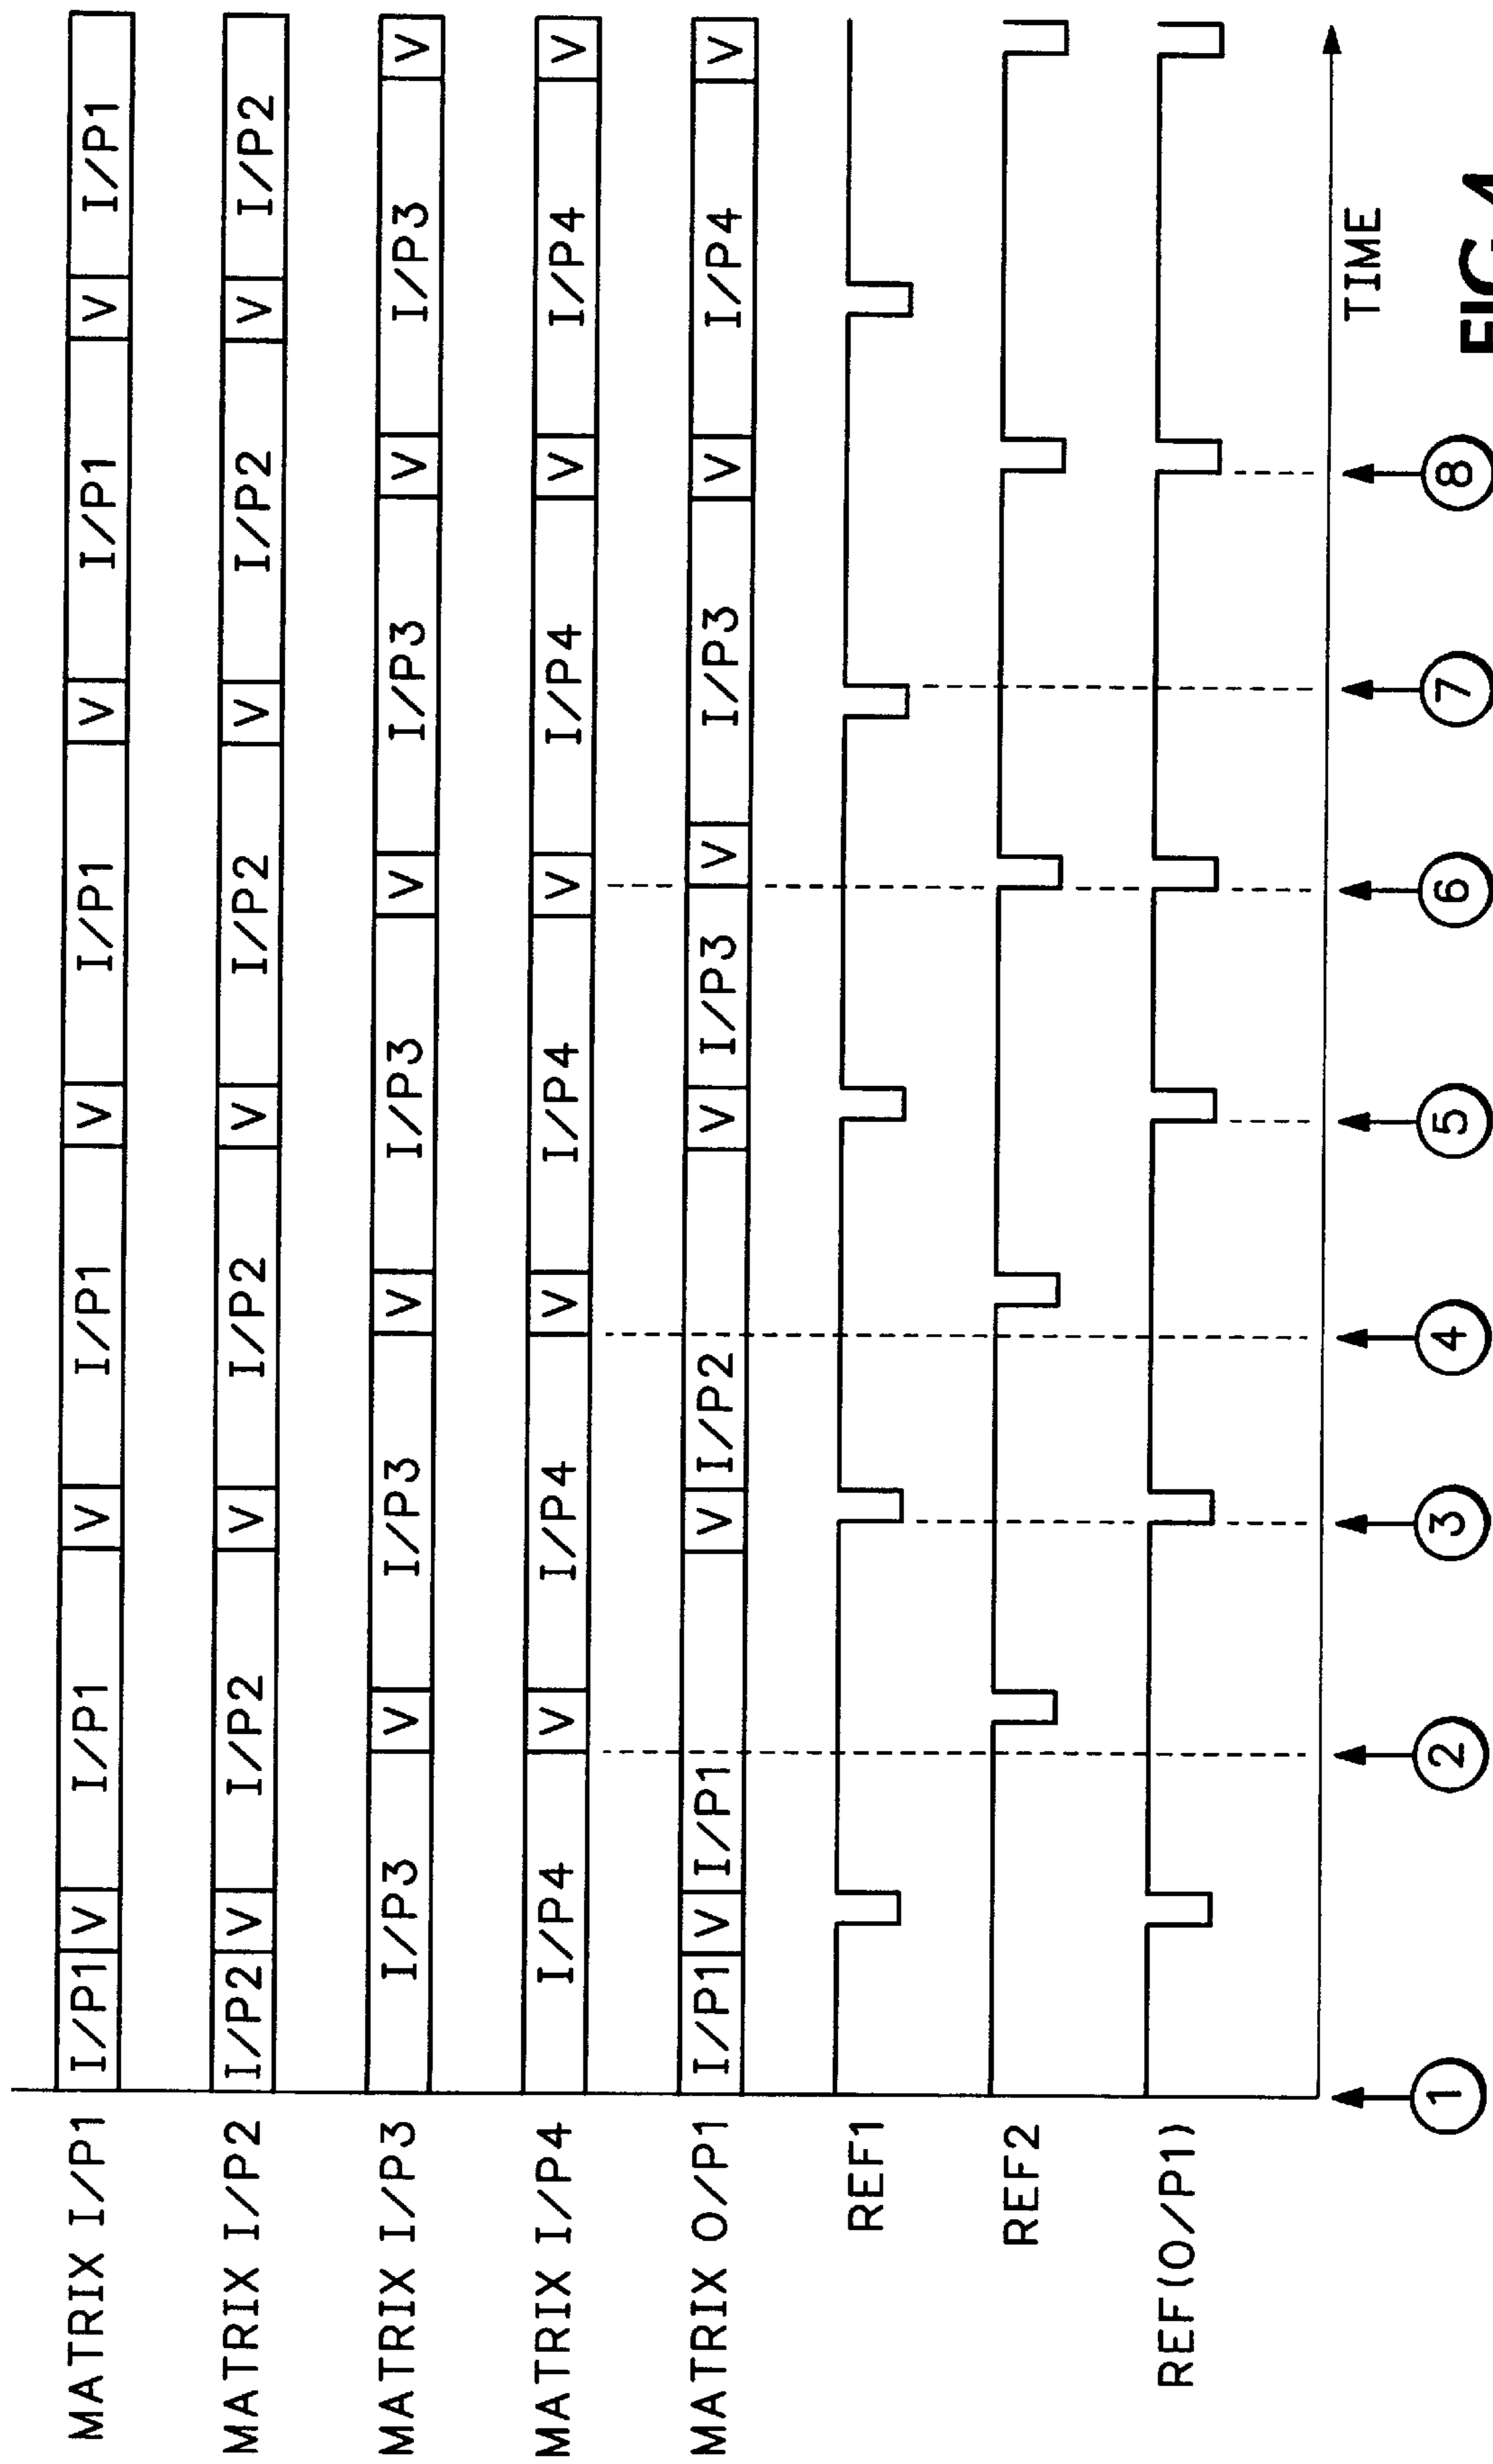 MATRIX I/P1 I/P1 V I/P1 V I/P1 V I/P1 V I/P1 V I/P1
MATRIX I/P2 I/P2 V I/P2 V I/P2 V I/P2 V I/P2 V I/P2
MATRIX I/P3 I/P3 V I/P3 V I/P3 V I/P3 V I/P3 V
MATRIX I/P4 I/P4 V I/P4 V I/P4 V I/P4 V I/P4 V
MATRIX O/P1 I/P1 V I/P1 V I/P2 V I/P3 V I/P3 V I/P4 V
REF1
REF2
REF(O/P1)
TIME
1 2 3 4 5 6 7 8
FIG.4